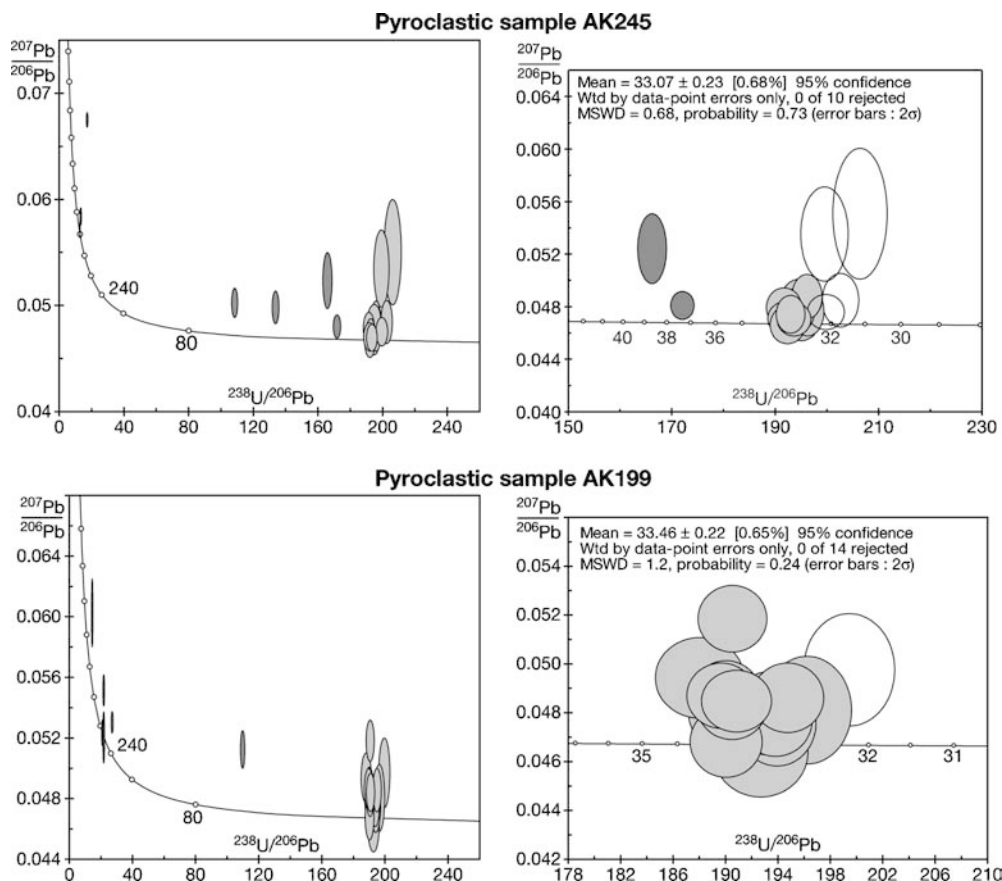 Pyroclastic sample AK245
207Pb
206Pb
0.07
0.06
0.05
0.04
240
80
238U/206Pb
0 40 80 120 160 200 240
207Pb
206Pb
0.064
0.060
0.056
0.052
0.048
0.044
0.040
Mean = 33.07 ± 0.23 [0.68%] 95% confidence
Wtd by data-point errors only, 0 of 10 rejected
MSWD = 0.68, probability = 0.73 (error bars : 2σ)
40 38 36 32 30
238U/206Pb
150 170 190 210 230
Pyroclastic sample AK199
207Pb
206Pb
0.064
0.060
0.056
0.052
0.048
0.044
240
80
238U/206Pb
0 40 80 120 160 200 240
207Pb
206Pb
0.054
0.052
0.050
0.048
0.046
0.044
0.042
Mean = 33.46 ± 0.22 [0.65%] 95% confidence
Wtd by data-point errors only, 0 of 14 rejected
MSWD = 1.2, probability = 0.24 (error bars : 2σ)
35 32 31
238U/206Pb
178 182 186 190 194 198 202 206 210